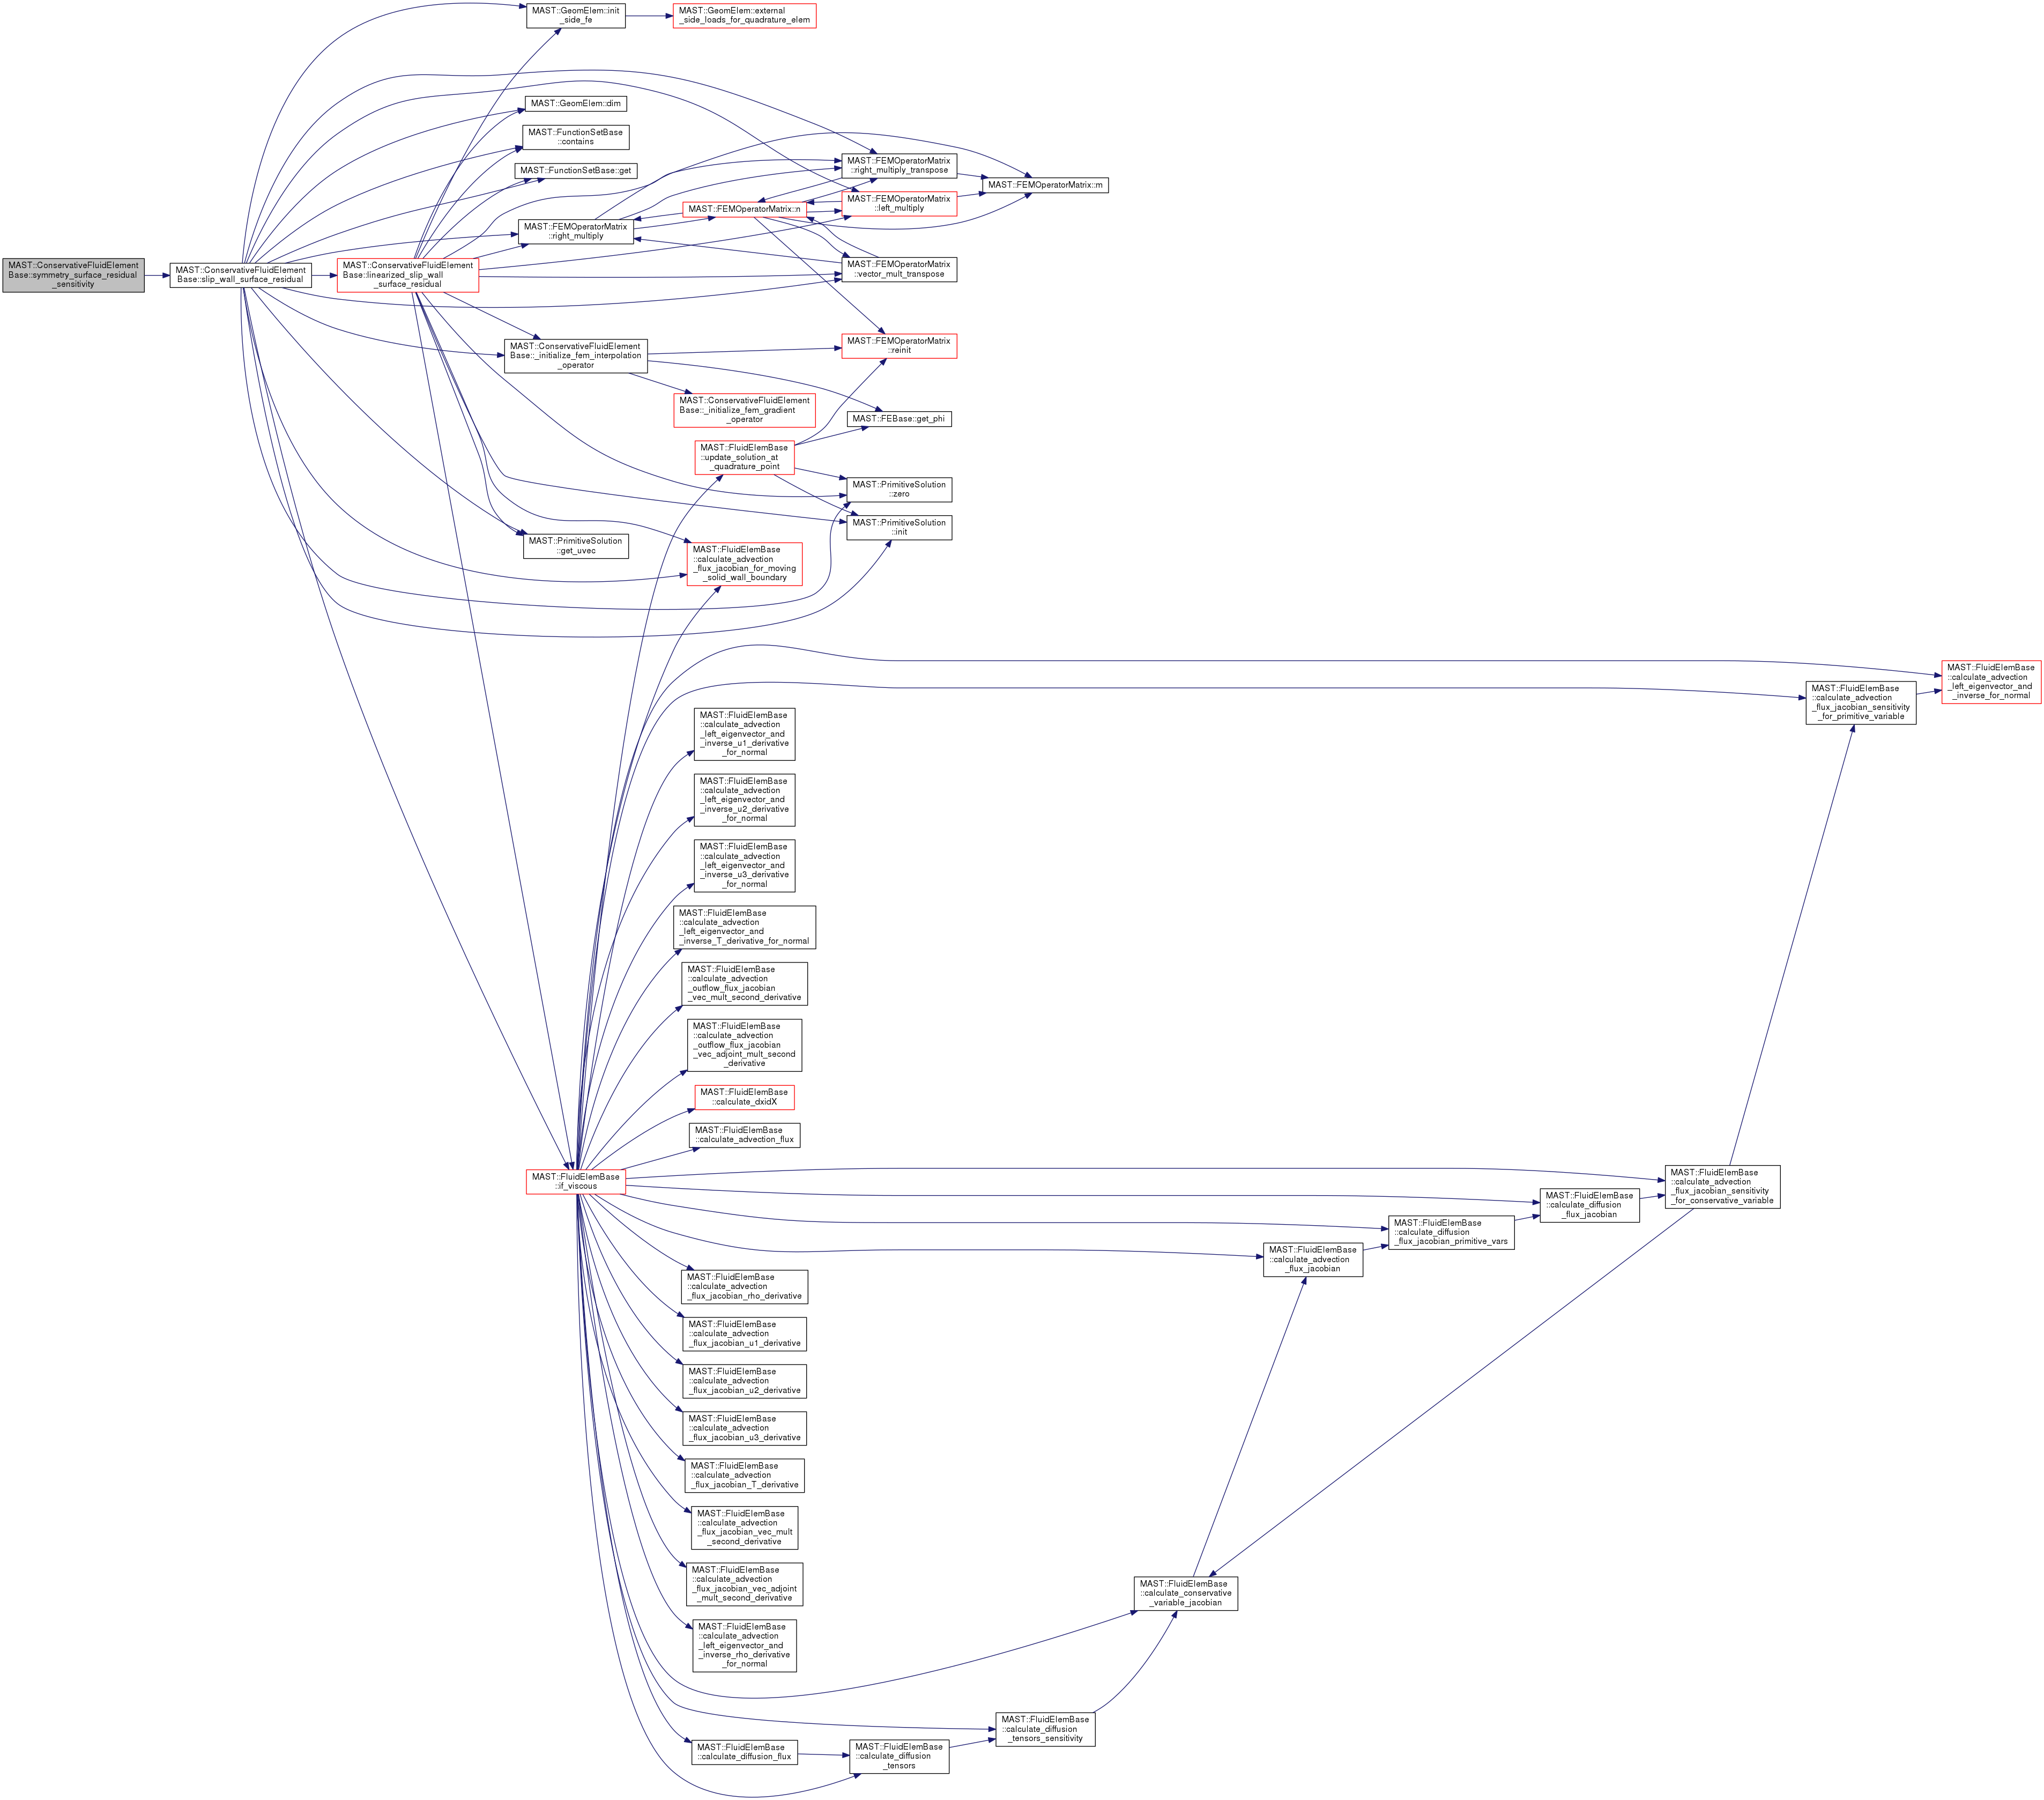 MAST::ConservativeFluidElement
Base::symmetry_surface_residual
_sensitivity
MAST::ConservativeFluidElement
Base::slip_wall_surface_residual
MAST::ConservativeFluidElement
Base::linearized_slip_wall
_surface_residual
MAST::GeomElem::init
_side_fe
MAST::GeomElem::external
_side_loads_for_quadrature_elem
MAST::GeomElem::dim
MAST::FunctionSetBase
::contains
MAST::FunctionSetBase::get
MAST::FEMOperatorMatrix
::right_multiply
MAST::FEMOperatorMatrix::n
MAST::FEMOperatorMatrix
::right_multiply_transpose
MAST::FEMOperatorMatrix
::left_multiply
MAST::FEMOperatorMatrix::m
MAST::FEMOperatorMatrix
::vector_mult_transpose
MAST::FEMOperatorMatrix
::reinit
MAST::ConservativeFluidElement
Base::_initialize_fem_interpolation
_operator
MAST::ConservativeFluidElement
Base::_initialize_fem_gradient
_operator
MAST::FEBase::get_phi
MAST::FluidElemBase
::update_solution_at
_quadrature_point
MAST::PrimitiveSolution
::zero
MAST::PrimitiveSolution
::init
MAST::PrimitiveSolution
::get_uvec
MAST::FluidElemBase
::calculate_advection
_flux_jacobian_for_moving
_solid_wall_boundary
MAST::FluidElemBase
::calculate_advection
_left_eigenvector_and
_inverse_for_normal
MAST::FluidElemBase
::calculate_advection
_flux_jacobian_sensitivity
_for_primitive_variable
MAST::FluidElemBase
::calculate_advection
_left_eigenvector_and
_inverse_u1_derivative
_for_normal
MAST::FluidElemBase
::calculate_advection
_left_eigenvector_and
_inverse_u2_derivative
_for_normal
MAST::FluidElemBase
::calculate_advection
_left_eigenvector_and
_inverse_u3_derivative
_for_normal
MAST::FluidElemBase
::calculate_advection
_left_eigenvector_and
_inverse_T_derivative_for_normal
MAST::FluidElemBase
::calculate_advection
_outflow_flux_jacobian
_vec_mult_second_derivative
MAST::FluidElemBase
::calculate_advection
_outflow_flux_jacobian
_vec_adjoint_mult_second
_derivative
MAST::FluidElemBase
::calculate_dxidX
MAST::FluidElemBase
::calculate_advection_flux
MAST::FluidElemBase
::if_viscous
MAST::FluidElemBase
::calculate_advection
_flux_jacobian_sensitivity
_for_conservative_variable
MAST::FluidElemBase
::calculate_diffusion
_flux_jacobian
MAST::FluidElemBase
::calculate_diffusion
_flux_jacobian_primitive_vars
MAST::FluidElemBase
::calculate_advection
_flux_jacobian
MAST::FluidElemBase
::calculate_advection
_flux_jacobian_rho_derivative
MAST::FluidElemBase
::calculate_advection
_flux_jacobian_u1_derivative
MAST::FluidElemBase
::calculate_advection
_flux_jacobian_u2_derivative
MAST::FluidElemBase
::calculate_advection
_flux_jacobian_u3_derivative
MAST::FluidElemBase
::calculate_advection
_flux_jacobian_T_derivative
MAST::FluidElemBase
::calculate_advection
_flux_jacobian_vec_mult
_second_derivative
MAST::FluidElemBase
::calculate_advection
_flux_jacobian_vec_adjoint
_mult_second_derivative
MAST::FluidElemBase
::calculate_conservative
_variable_jacobian
MAST::FluidElemBase
::calculate_advection
_left_eigenvector_and
_inverse_rho_derivative
_for_normal
MAST::FluidElemBase
::calculate_diffusion
_tensors_sensitivity
MAST::FluidElemBase
::calculate_diffusion_flux
MAST::FluidElemBase
::calculate_diffusion
_tensors